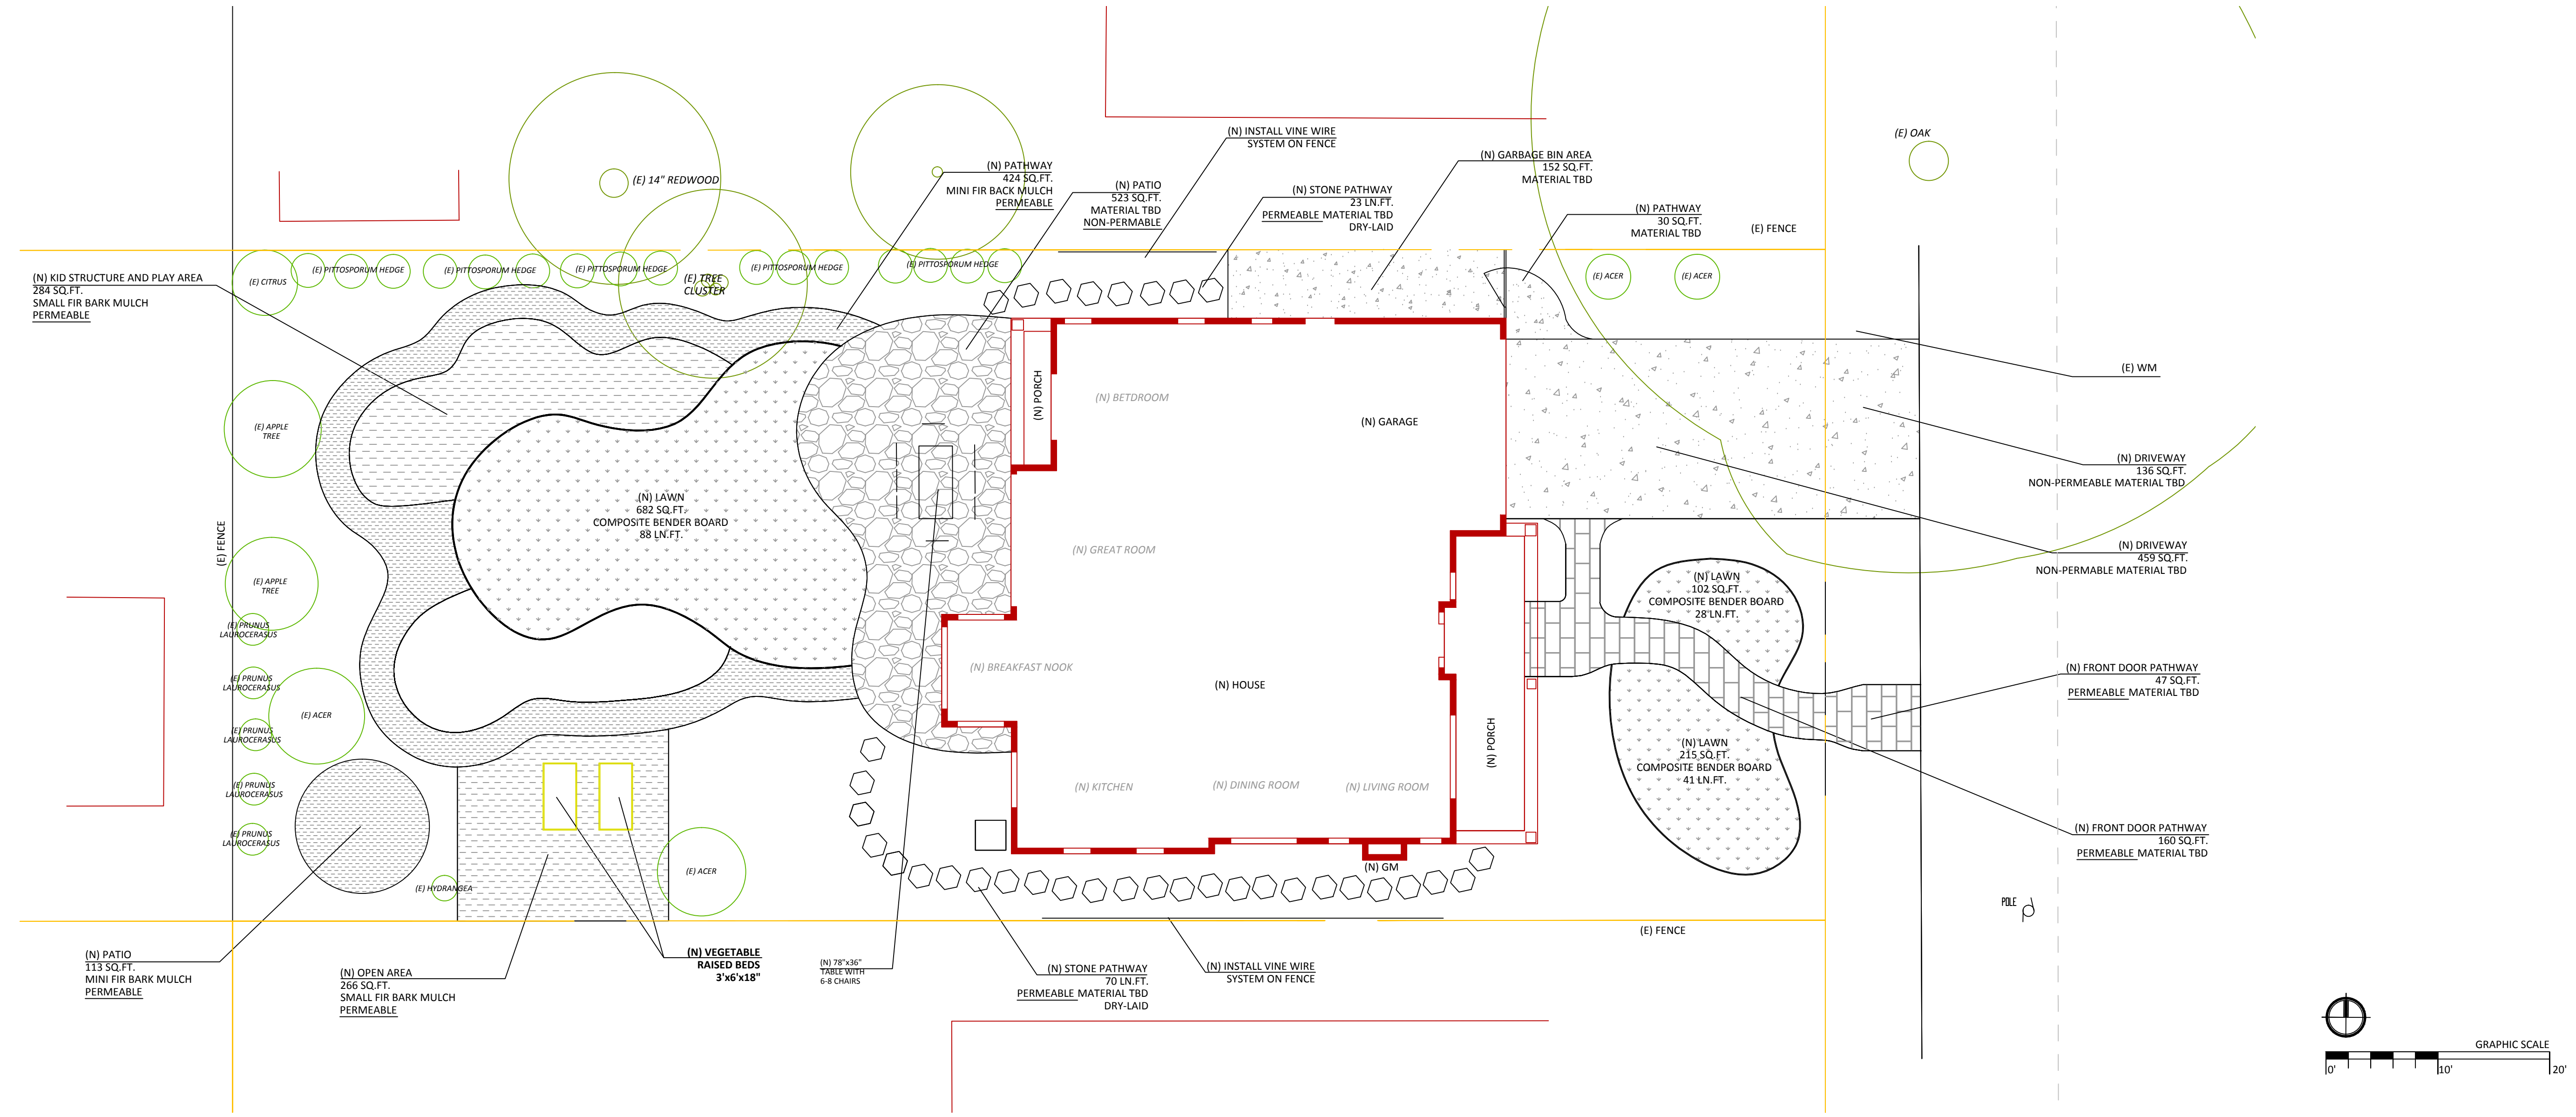 (E) OAK
(N) INSTALL VINE WIRE
SYSTEM ON FENCE
(N) GARBAGE BIN AREA
152 SQ.FT.
MATERIAL TBD
(N) PATHWAY
424 SQ.FT.
MINI FIR BACK MULCH
PERMEABLE
(E) 14" REDWOOD
(N) PATIO
523 SQ.FT.
MATERIAL TBD
NON-PERMABLE
(N) STONE PATHWAY
23 LN.FT.
PERMEABLE MATERIAL TBD
DRY-LAID
(N) PATHWAY
30 SQ.FT.
MATERIAL TBD
(E) FENCE
(N) KID STRUCTURE AND PLAY AREA
284 SQ.FT.
SMALL FIR BARK MULCH
PERMEABLE
(E) CITRUS
(E) PITTOSPORUM HEDGE
(E) PITTOSPORUM HEDGE
(E) PITTOSPORUM HEDGE
(E) TREE
CLUSTER
(E) PITTOSPORUM HEDGE
(E) PITTOSPORUM HEDGE
(E) ACER
(E) ACER
(E) WM
(N) PORCH
(N) BETDROOM
(N) GARAGE
(E) APPLE
TREE
(N) DRIVEWAY
136 SQ.FT.
NON-PERMEABLE MATERIAL TBD
(N) LAWN
682 SQ.FT.
COMPOSITE BENDER BOARD
88 LN.FT.
(E) FENCE
(N) GREAT ROOM
(N) DRIVEWAY
459 SQ.FT.
NON-PERMEABLE MATERIAL TBD
(E) APPLE
TREE
(N) LAWN
102 SQ.FT.
COMPOSITE BENDER BOARD
28 LN.FT.
(E) PRUNUS
LAUROCERASUS
(N) BREAKFAST NOOK
(N) HOUSE
(N) FRONT DOOR PATHWAY
47 SQ.FT.
PERMEABLE MATERIAL TBD
(E) PRUNUS
LAUROCERASUS
(E) ACER
(E) PRUNUS
LAUROCERASUS
(N) PORCH
(N) LAWN
215 SQ.FT.
COMPOSITE BENDER BOARD
41 LN.FT.
(E) PRUNUS
LAUROCERASUS
(N) KITCHEN
(N) DINING ROOM
(N) LIVING ROOM
(E) PRUNUS
LAUROCERASUS
(N) FRONT DOOR PATHWAY
160 SQ.FT.
PERMEABLE MATERIAL TBD
(E) HYDRANGEA
(E) ACER
(N) GM
POLE
(E) FENCE
(N) PATIO
113 SQ.FT.
MINI FIR BARK MULCH
PERMEABLE
(N) OPEN AREA
266 SQ.FT.
SMALL FIR BARK MULCH
PERMEABLE
(N) VEGETABLE
RAISED BEDS
3'x6'x18"
(N) 78"x36"
TABLE WITH
6-8 CHAIRS
(N) STONE PATHWAY
70 LN.FT.
PERMEABLE MATERIAL TBD
DRY-LAID
(N) INSTALL VINE WIRE
SYSTEM ON FENCE
GRAPHIC SCALE
0' 10' 20'